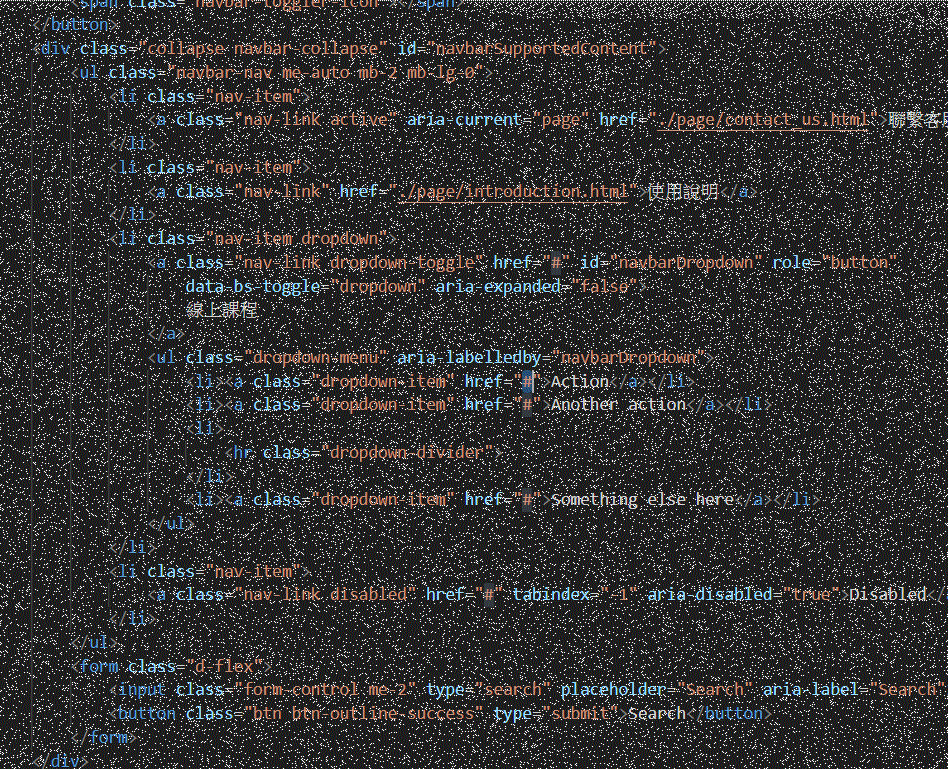 <span class="navbar-toggler-icon"></span>
</button>
<div class="collapse navbar-collapse" id="navbarSupportedContent">
<ul class="navbar-nav me-auto mb-2 mb-lg-0">
<li class="nav-item">
<a class="nav-link active" aria-current="page" href="./page/contact_us.html">聯繫客服
</li>
<li class="nav-item">
<a class="nav-link" href="./page/introduction.html">使用說明</a>
</li>
<li class="nav-item dropdown">
<a class="nav-link dropdown-toggle" href="#" id="navbarDropdown" role="button"
data-bs-toggle="dropdown" aria-expanded="false">
線上課程
</a>
<ul class="dropdown-menu" aria-labelledby="navbarDropdown">
<li><a class="dropdown-item" href="#">Action</a></li>
<li><a class="dropdown-item" href="#">Another action</a></li>
<li>
<hr class="dropdown-divider">
</li>
<li><a class="dropdown-item" href="#">Something else here</a></li>
</ul>
</li>
<li class="nav-item">
<a class="nav-link disabled" href="#" tabindex="-1" aria-disabled="true">Disabled</
</li>
</ul>
<form class="d-flex">
<input class="form-control me-2" type="search" placeholder="Search" aria-label="Search"
<button class="btn btn-outline-success" type="submit">Search</button>
</form>
</div>